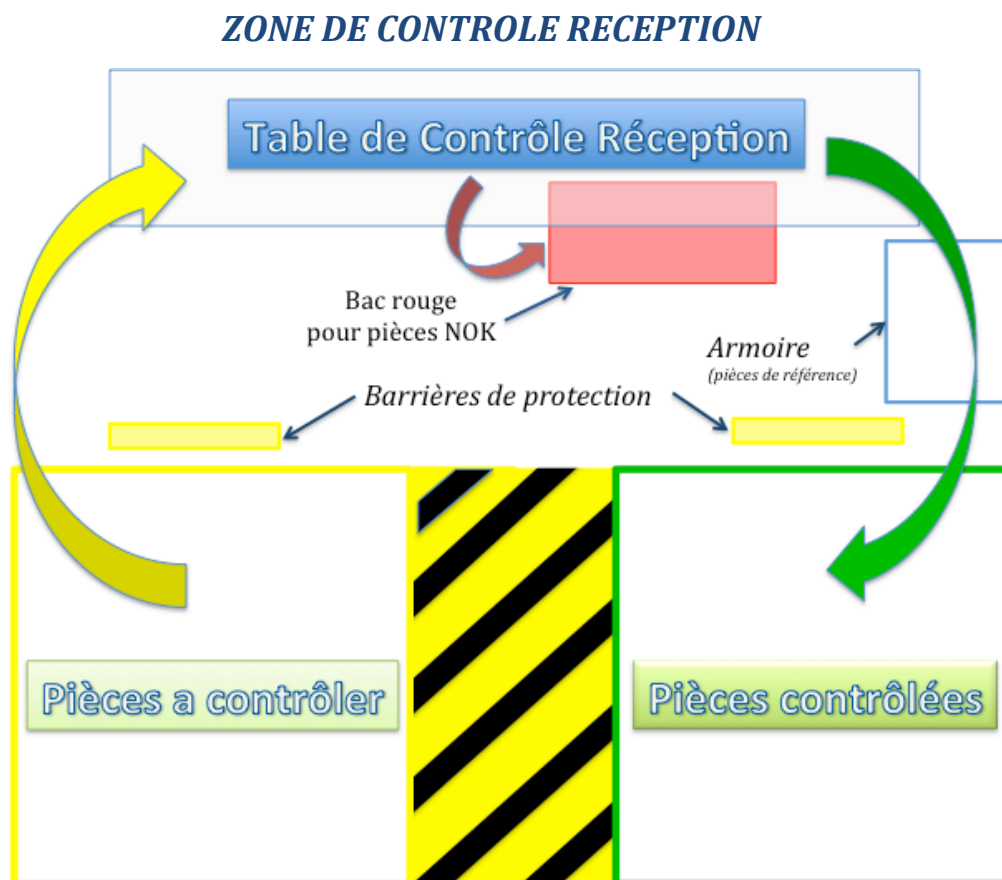 ZONE DE CONTROLE RECEPTION
Table de Contrôle Réception
Bac rouge
pour pièces NOK
Armoire
(pièces de référence)
Barrières de protection
Pièces a contrôler
Pièces contrôlées